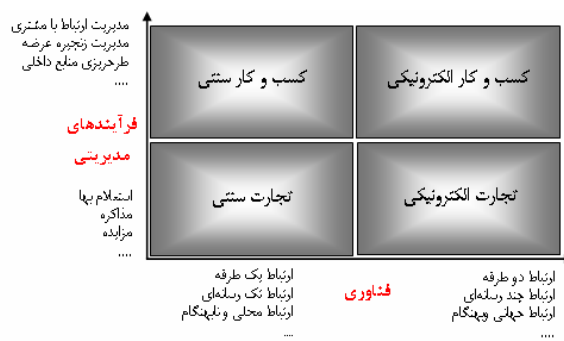 مدیریت ارتباط با مشتری
مدیریت زنجیره عرضه
طرحریزی منابع داخلی
....
کسب و کار سنتی
کسب و کار الکترونیکی
فرآیندهای
مدیریتی
استعلام بها
مذاکره
مزایده
....
تجارت سنتی
تجارت الکترونیکی
ارتباط یک طرفه
ارتباط تک رسانه‌ای
ارتباط محلی و نابهنگام
....
فناوری
ارتباط دو طرفه
ارتباط چند رسانه‌ای
ارتباط جهانی وبهنگام
....